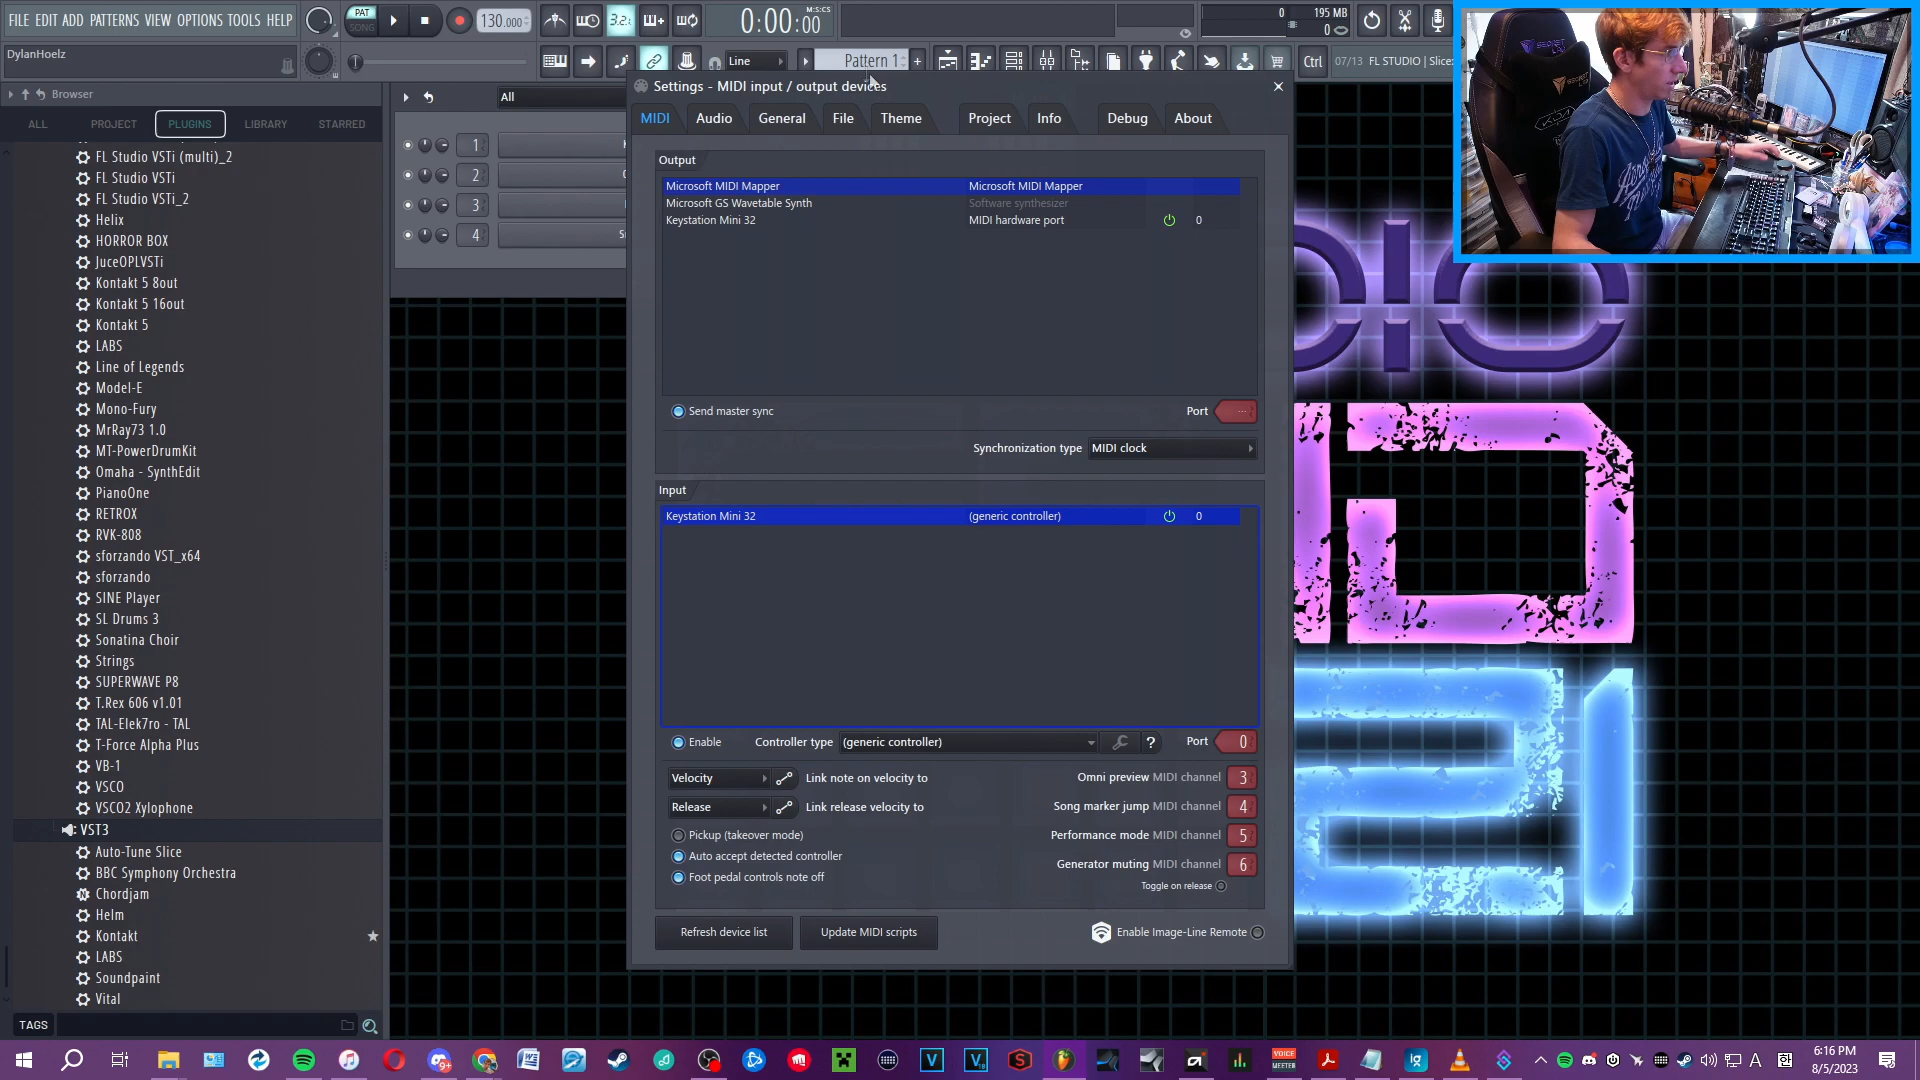 FILE EDIT ADD PATTERNS VIEW OPTIONS TOOLS HELP
PAT
SONG
130.000
3.2:
0:00:00
M:S:CS
0
195 MB
0
DylanHoelz
Line
Pattern 1
+
Ctrl
07/13 FL STUDIO | Slice
Browser
ALL
PROJECT
PLUGINS
LIBRARY
STARRED
FL Studio VSTi (multi)_2
FL Studio VSTi
FL Studio VSTi_2
Helix
HORROR BOX
JuceOPLVSTi
Kontakt 5 8out
Kontakt 5 16out
Kontakt 5
LABS
Line of Legends
Model-E
Mono-Fury
MrRay73 1.0
MT-PowerDrumKit
Omaha - SynthEdit
PianoOne
RETROX
RVK-808
sforzando VST_x64
sforzando
SINE Player
SL Drums 3
Sonatina Choir
Strings
SUPERWAVE P8
T.Rex 606 v1.01
TAL-Elek7ro - TAL
T-Force Alpha Plus
VB-1
VSCO
VSCO2 Xylophone
VST3
Auto-Tune Slice
BBC Symphony Orchestra
Chordjam
Helm
Kontakt
LABS
Soundpaint
Vital
TAGS
All
1
2
3
4
Settings - MIDI input / output devices
MIDI
Audio
General
File
Theme
Project
Info
Debug
About
Output
Microsoft MIDI Mapper Microsoft MIDI Mapper
Microsoft GS Wavetable Synth Software synthesizer
Keystation Mini 32 MIDI hardware port 0
Send master sync
Port ...
Synchronization type MIDI clock
Input
Keystation Mini 32 (generic controller) 0
Enable
Controller type (generic controller)
?
Port 0
Velocity Link note on velocity to
Omni preview MIDI channel 3
Release Link release velocity to
Song marker jump MIDI channel 4
Pickup (takeover mode)
Performance mode MIDI channel 5
Auto accept detected controller
Generator muting MIDI channel 6
Foot pedal controls note off
Toggle on release
Refresh device list
Update MIDI scripts
Enable Image-Line Remote
6:16 PM
8/5/2023